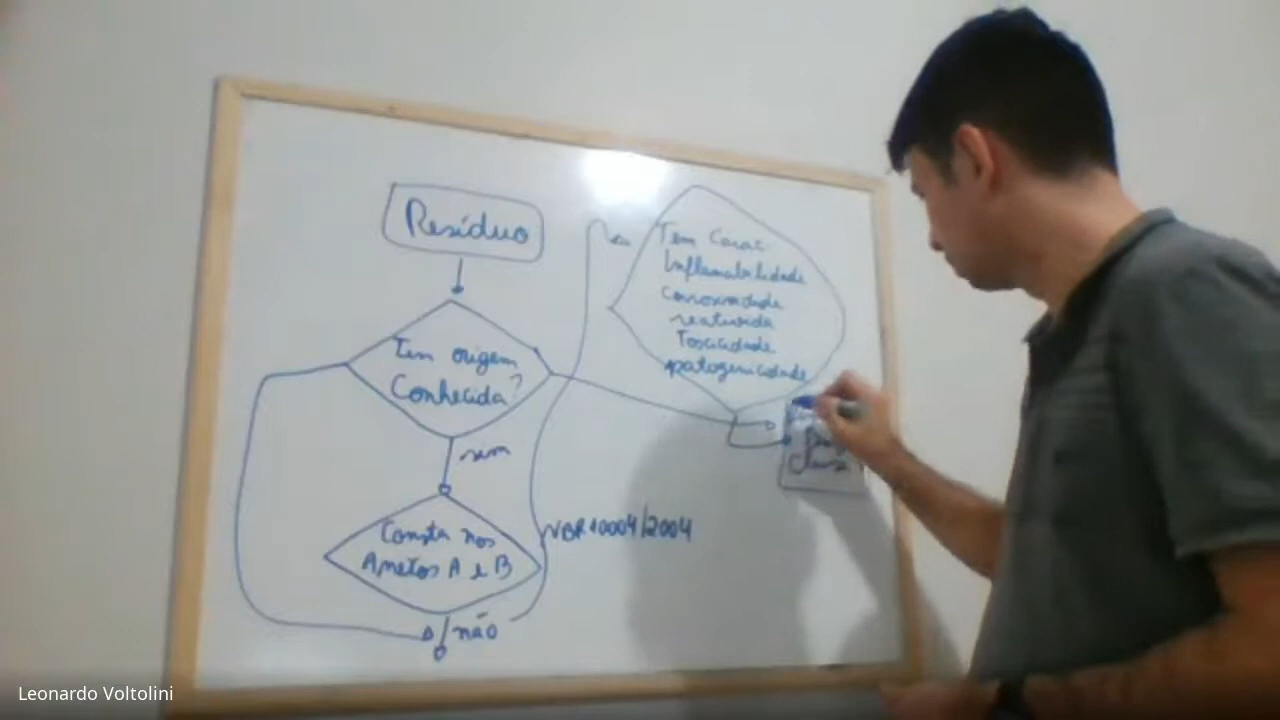 Resíduo
Tem origem
Conhecida?
sim
Consta nos
Anexos A e B
não
NBR 10004/2004
Tem Carac
Inflamabilidade
Corrosividade
reativida
Toxicidade
patogenicidade
Leonardo Voltolini